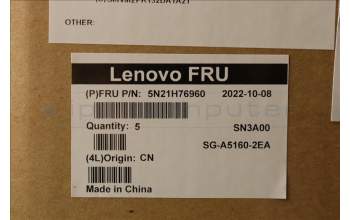 OTHER:
Lenovo FRU
(P)FRU P/N: 5N21H76960 2022-10-08
Quantity: 5 SN3A00
SG-A5160-2EA
(4L)Origin: CN
Made in China